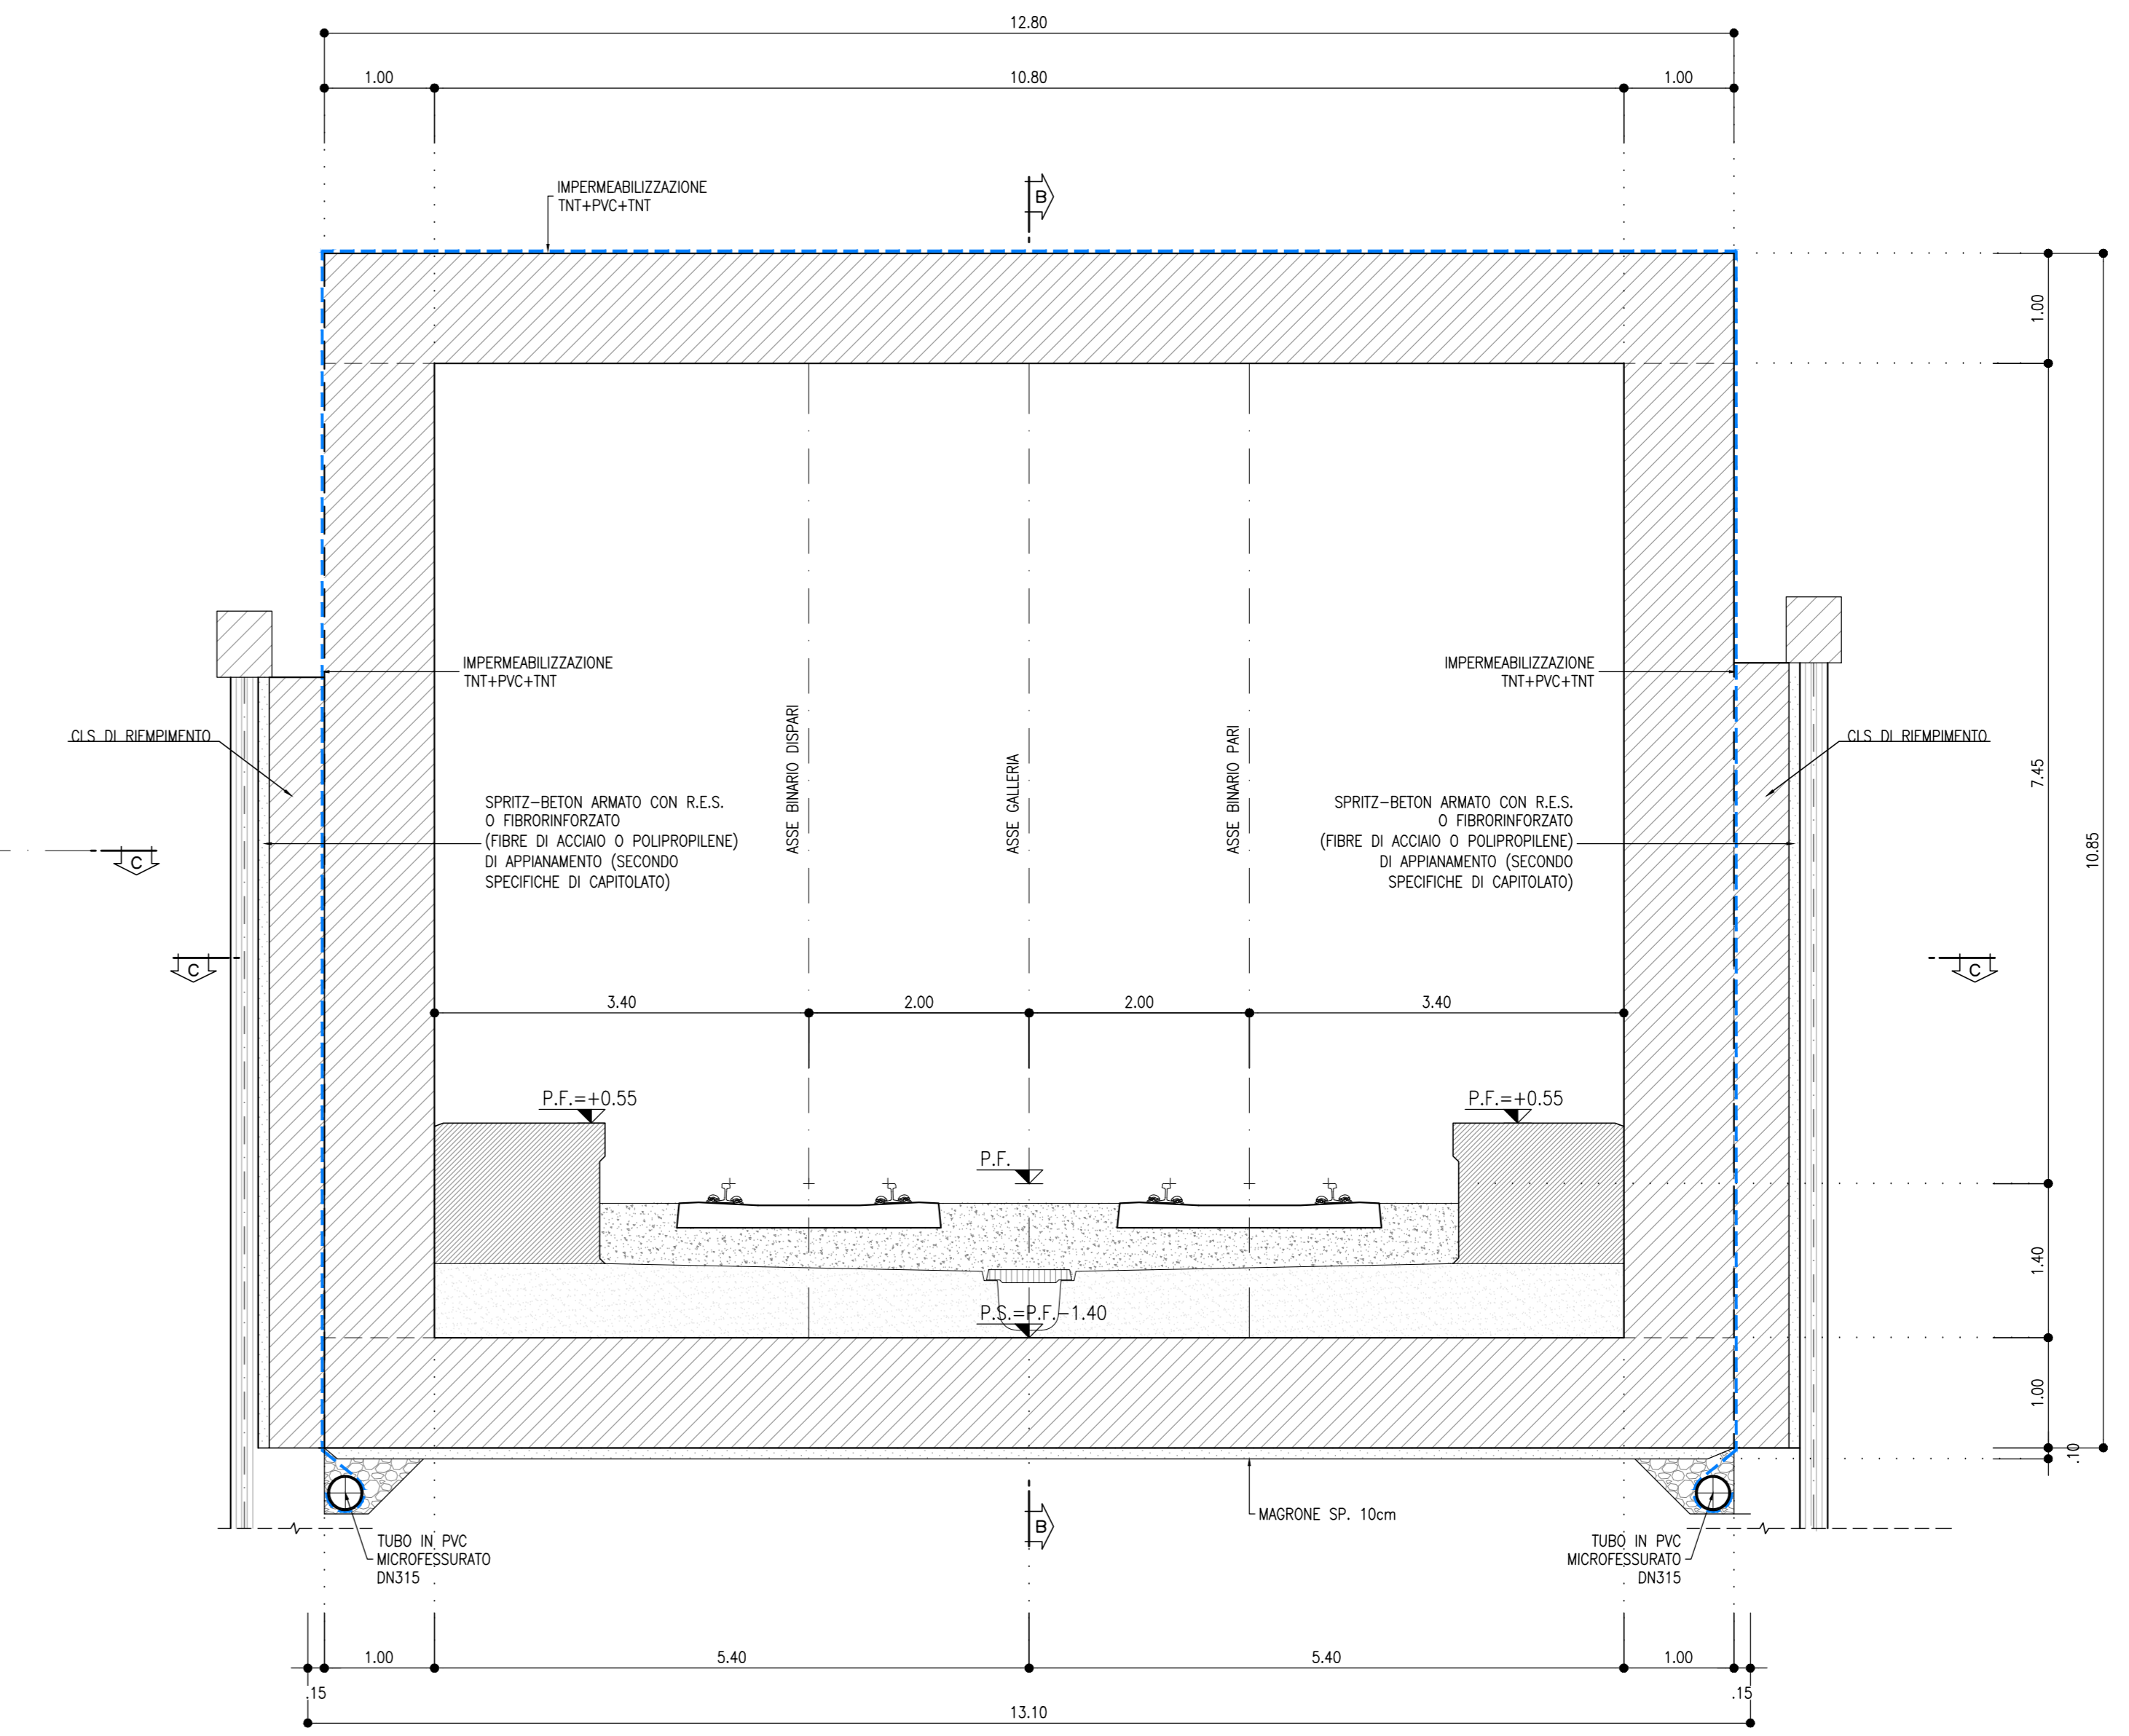 12.80
1.00
10.80
1.00
IMPERMEABILIZZAZIONE
TNT+PVC+TNT
B
1.00
IMPERMEABILIZZAZIONE
TNT+PVC+TNT
IMPERMEABILIZZAZIONE
TNT+PVC+TNT
CLS DI RIEMPIMENTO
CLS DI RIEMPIMENTO
ASSE BINARIO DISPARI
ASSE GALLERIA
ASSE BINARIO PARI
7.45
10.85
SPRITZ-BETON ARMATO CON R.E.S.
O FIBRORINFORZATO
(FIBRE DI ACCIAIO O POLIPROPILENE)
DI APPIANAMENTO (SECONDO
SPECIFICHE DI CAPITOLATO)
SPRITZ-BETON ARMATO CON R.E.S.
O FIBRORINFORZATO
(FIBRE DI ACCIAIO O POLIPROPILENE)
DI APPIANAMENTO (SECONDO
SPECIFICHE DI CAPITOLATO)
C
C
C
3.40
2.00
2.00
3.40
P.F.=+0.55
P.F.=+0.55
P.F.
1.40
P.S.=P.F.-1.40
1.00
.10
MAGRONE SP. 10cm
B
TUBO IN PVC
MICROFESSURATO
DN315
TUBO IN PVC
MICROFESSURATO
DN315
1.00
5.40
5.40
1.00
.15
.15
13.10